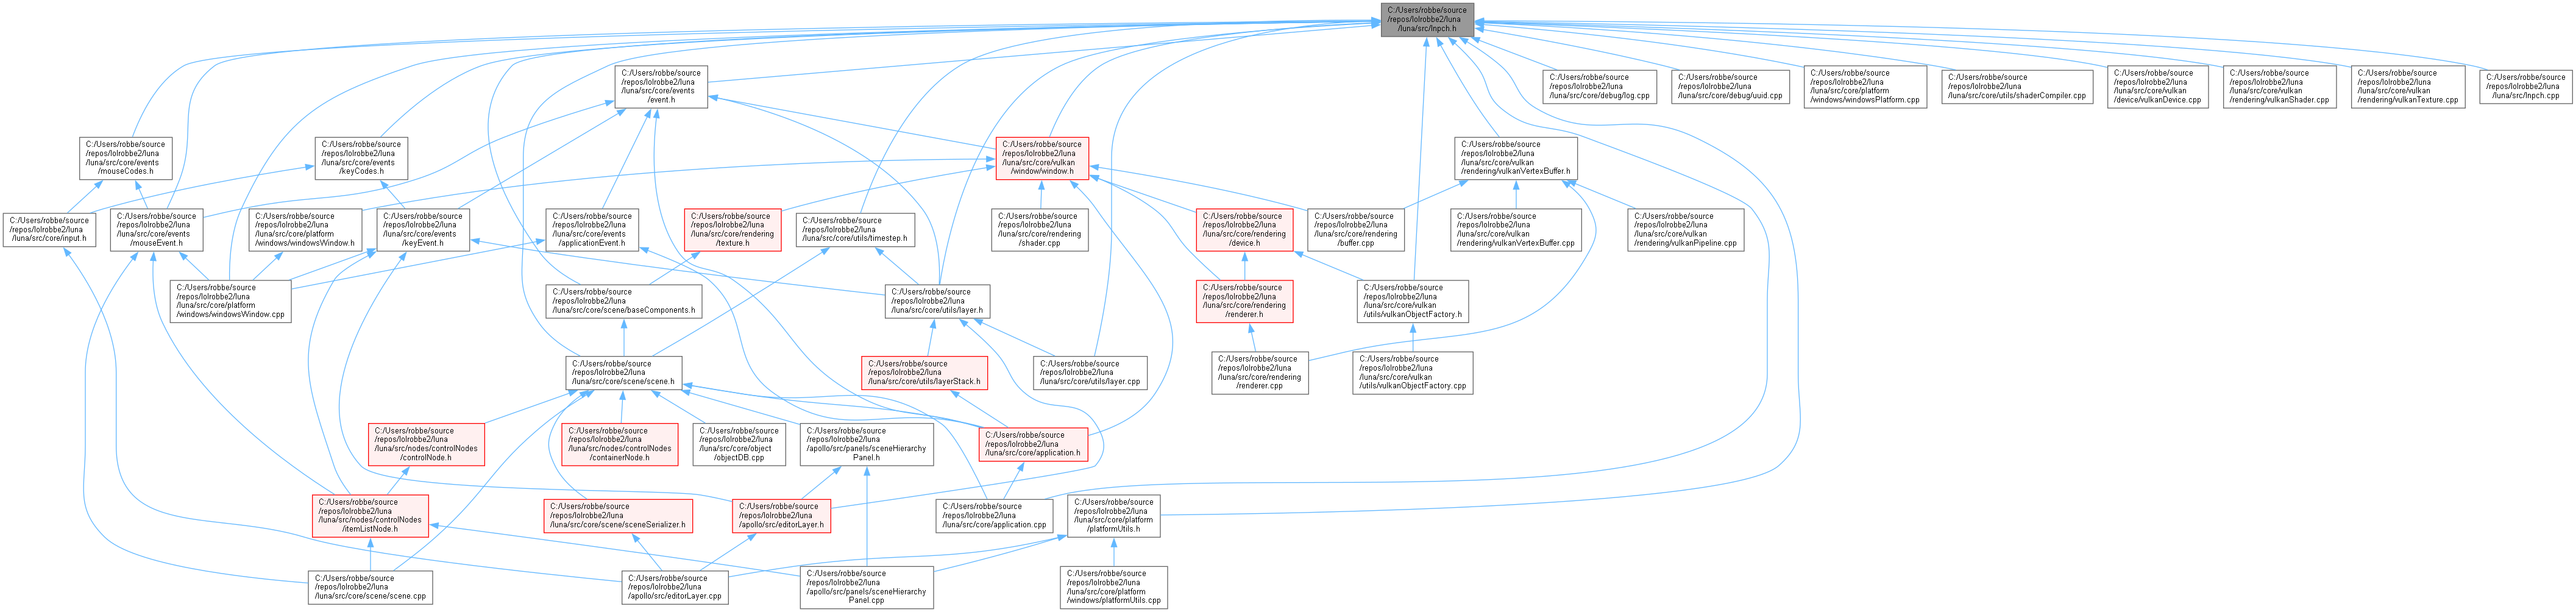 C:/Users/robbe/source
/repos/lolrobbe2/luna
/luna/src/lnpch.h
C:/Users/robbe/source
/repos/lolrobbe2/luna
/luna/src/core/events
/event.h
C:/Users/robbe/source
/repos/lolrobbe2/luna
/luna/src/core/debug/log.cpp
C:/Users/robbe/source
/repos/lolrobbe2/luna
/luna/src/core/debug/uuid.cpp
C:/Users/robbe/source
/repos/lolrobbe2/luna
/luna/src/core/platform
/windows/windowsPlatform.cpp
C:/Users/robbe/source
/repos/lolrobbe2/luna
/luna/src/core/utils/shaderCompiler.cpp
C:/Users/robbe/source
/repos/lolrobbe2/luna
/luna/src/core/vulkan
/device/vulkanDevice.cpp
C:/Users/robbe/source
/repos/lolrobbe2/luna
/luna/src/core/vulkan
/rendering/vulkanShader.cpp
C:/Users/robbe/source
/repos/lolrobbe2/luna
/luna/src/core/vulkan
/rendering/vulkanTexture.cpp
C:/Users/robbe/source
/repos/lolrobbe2/luna
/luna/src/lnpch.cpp
C:/Users/robbe/source
/repos/lolrobbe2/luna
/luna/src/core/events
/mouseCodes.h
C:/Users/robbe/source
/repos/lolrobbe2/luna
/luna/src/core/events
/keyCodes.h
C:/Users/robbe/source
/repos/lolrobbe2/luna
/luna/src/core/vulkan
/window/window.h
C:/Users/robbe/source
/repos/lolrobbe2/luna
/luna/src/core/vulkan
/rendering/vulkanVertexBuffer.h
C:/Users/robbe/source
/repos/lolrobbe2/luna
/luna/src/core/input.h
C:/Users/robbe/source
/repos/lolrobbe2/luna
/luna/src/core/events
/mouseEvent.h
C:/Users/robbe/source
/repos/lolrobbe2/luna
/luna/src/core/platform
/windows/windowsWindow.h
C:/Users/robbe/source
/repos/lolrobbe2/luna
/luna/src/core/events
/keyEvent.h
C:/Users/robbe/source
/repos/lolrobbe2/luna
/luna/src/core/events
/applicationEvent.h
C:/Users/robbe/source
/repos/lolrobbe2/luna
/luna/src/core/rendering
/texture.h
C:/Users/robbe/source
/repos/lolrobbe2/luna
/luna/src/core/utils/timestep.h
C:/Users/robbe/source
/repos/lolrobbe2/luna
/luna/src/core/rendering
/shader.cpp
C:/Users/robbe/source
/repos/lolrobbe2/luna
/luna/src/core/rendering
/device.h
C:/Users/robbe/source
/repos/lolrobbe2/luna
/luna/src/core/rendering
/buffer.cpp
C:/Users/robbe/source
/repos/lolrobbe2/luna
/luna/src/core/vulkan
/rendering/vulkanVertexBuffer.cpp
C:/Users/robbe/source
/repos/lolrobbe2/luna
/luna/src/core/vulkan
/rendering/vulkanPipeline.cpp
C:/Users/robbe/source
/repos/lolrobbe2/luna
/luna/src/core/platform
/windows/windowsWindow.cpp
C:/Users/robbe/source
/repos/lolrobbe2/luna
/luna/src/core/scene/baseComponents.h
C:/Users/robbe/source
/repos/lolrobbe2/luna
/luna/src/core/utils/layer.h
C:/Users/robbe/source
/repos/lolrobbe2/luna
/luna/src/core/rendering
/renderer.h
C:/Users/robbe/source
/repos/lolrobbe2/luna
/luna/src/core/vulkan
/utils/vulkanObjectFactory.h
C:/Users/robbe/source
/repos/lolrobbe2/luna
/luna/src/core/scene/scene.h
C:/Users/robbe/source
/repos/lolrobbe2/luna
/luna/src/core/utils/layerStack.h
C:/Users/robbe/source
/repos/lolrobbe2/luna
/luna/src/core/utils/layer.cpp
C:/Users/robbe/source
/repos/lolrobbe2/luna
/luna/src/core/rendering
/renderer.cpp
C:/Users/robbe/source
/repos/lolrobbe2/luna
/luna/src/core/vulkan
/utils/vulkanObjectFactory.cpp
C:/Users/robbe/source
/repos/lolrobbe2/luna
/luna/src/nodes/controlNodes
/controlNode.h
C:/Users/robbe/source
/repos/lolrobbe2/luna
/luna/src/nodes/controlNodes
/containerNode.h
C:/Users/robbe/source
/repos/lolrobbe2/luna
/luna/src/core/object
/objectDB.cpp
C:/Users/robbe/source
/repos/lolrobbe2/luna
/apollo/src/panels/sceneHierarchy
Panel.h
C:/Users/robbe/source
/repos/lolrobbe2/luna
/luna/src/core/application.h
C:/Users/robbe/source
/repos/lolrobbe2/luna
/luna/src/nodes/controlNodes
/itemListNode.h
C:/Users/robbe/source
/repos/lolrobbe2/luna
/luna/src/core/scene/sceneSerializer.h
C:/Users/robbe/source
/repos/lolrobbe2/luna
/apollo/src/editorLayer.h
C:/Users/robbe/source
/repos/lolrobbe2/luna
/luna/src/core/application.cpp
C:/Users/robbe/source
/repos/lolrobbe2/luna
/luna/src/core/platform
/platformUtils.h
C:/Users/robbe/source
/repos/lolrobbe2/luna
/luna/src/core/scene/scene.cpp
C:/Users/robbe/source
/repos/lolrobbe2/luna
/apollo/src/editorLayer.cpp
C:/Users/robbe/source
/repos/lolrobbe2/luna
/apollo/src/panels/sceneHierarchy
Panel.cpp
C:/Users/robbe/source
/repos/lolrobbe2/luna
/luna/src/core/platform
/windows/platformUtils.cpp